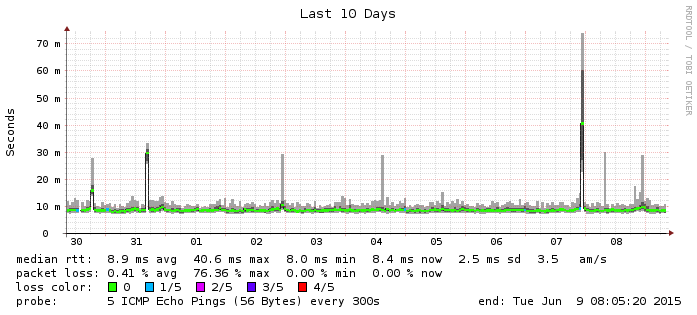 Last 10 Days
RRDTOOL / TOBI OETIKER
Seconds
70 m
60 m
50 m
40 m
30 m
20 m
10 m
0
30 31 01 02 03 04 05 06 07 08
median rtt: 8.9 ms avg 40.6 ms max 8.0 ms min 8.4 ms now 2.5 ms sd 3.5 am/s
packet loss: 0.41 % avg 76.36 % max 0.00 % min 0.00 % now
loss color: 0 1/5 2/5 3/5 4/5
probe: 5 ICMP Echo Pings (56 Bytes) every 300s end: Tue Jun 9 08:05:20 2015